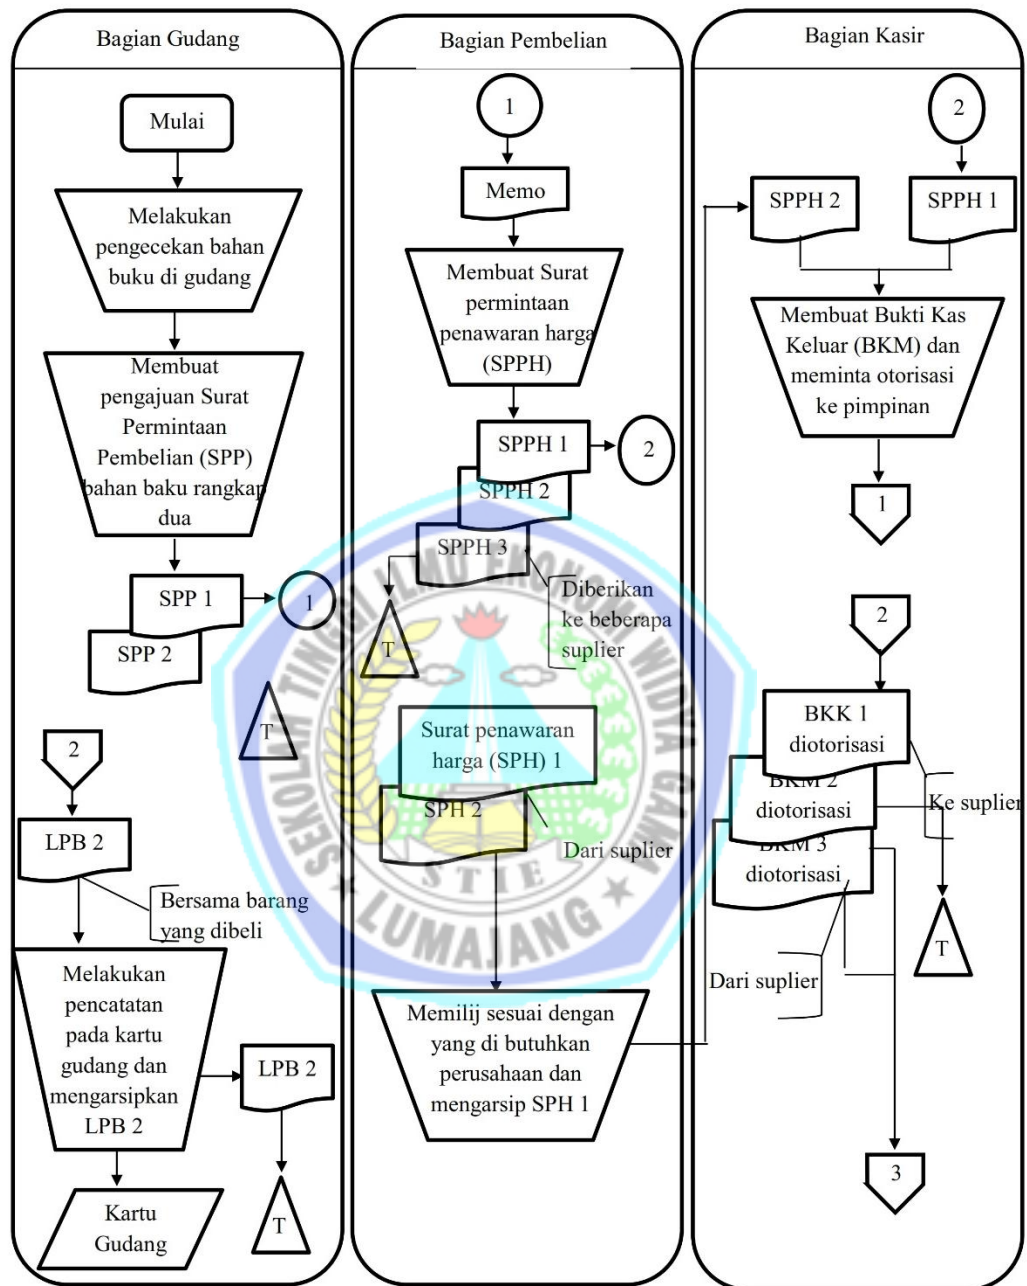 Bagian Gudang
Mulai
Melakukan
pengecekan bahan
buku di gudang
Membuat
pengajuan Surat
Permintaan
Pembelian (SPP)
bahan baku rangkap
dua
SPP 1
1
SPP 2
T
2
LPB 2
Bersama barang
yang dibeli
Melakukan
pencatatan
pada kartu
gudang dan
mengarsipkan
LPB 2
LPB 2
T
Kartu
Gudang
Bagian Pembelian
1
Memo
Membuat Surat
permintaan
penawaran harga
(SPPH)
SPPH 1
2
SPPH 2
SPPH 3
Diberikan
ke beberapa
suplier
T
Surat penawaran
harga (SPH) 1
SPH 2
Dari suplier
Memilij sesuai dengan
yang di butuhkan
perusahaan dan
mengarsip SPH 1
Bagian Kasir
2
SPPH 2
SPPH 1
Membuat Bukti Kas
Keluar (BKM) dan
meminta otorisasi
ke pimpinan
1
2
BKK 1
diotorisasi
BKM 2
diotorisasi
Ke suplier
BKM 3
diotorisasi
T
Dari suplier
3
SEKOLAH TINGGI ILMU EKONOMI WIDYA GAMA
STIE
LUMAJANG